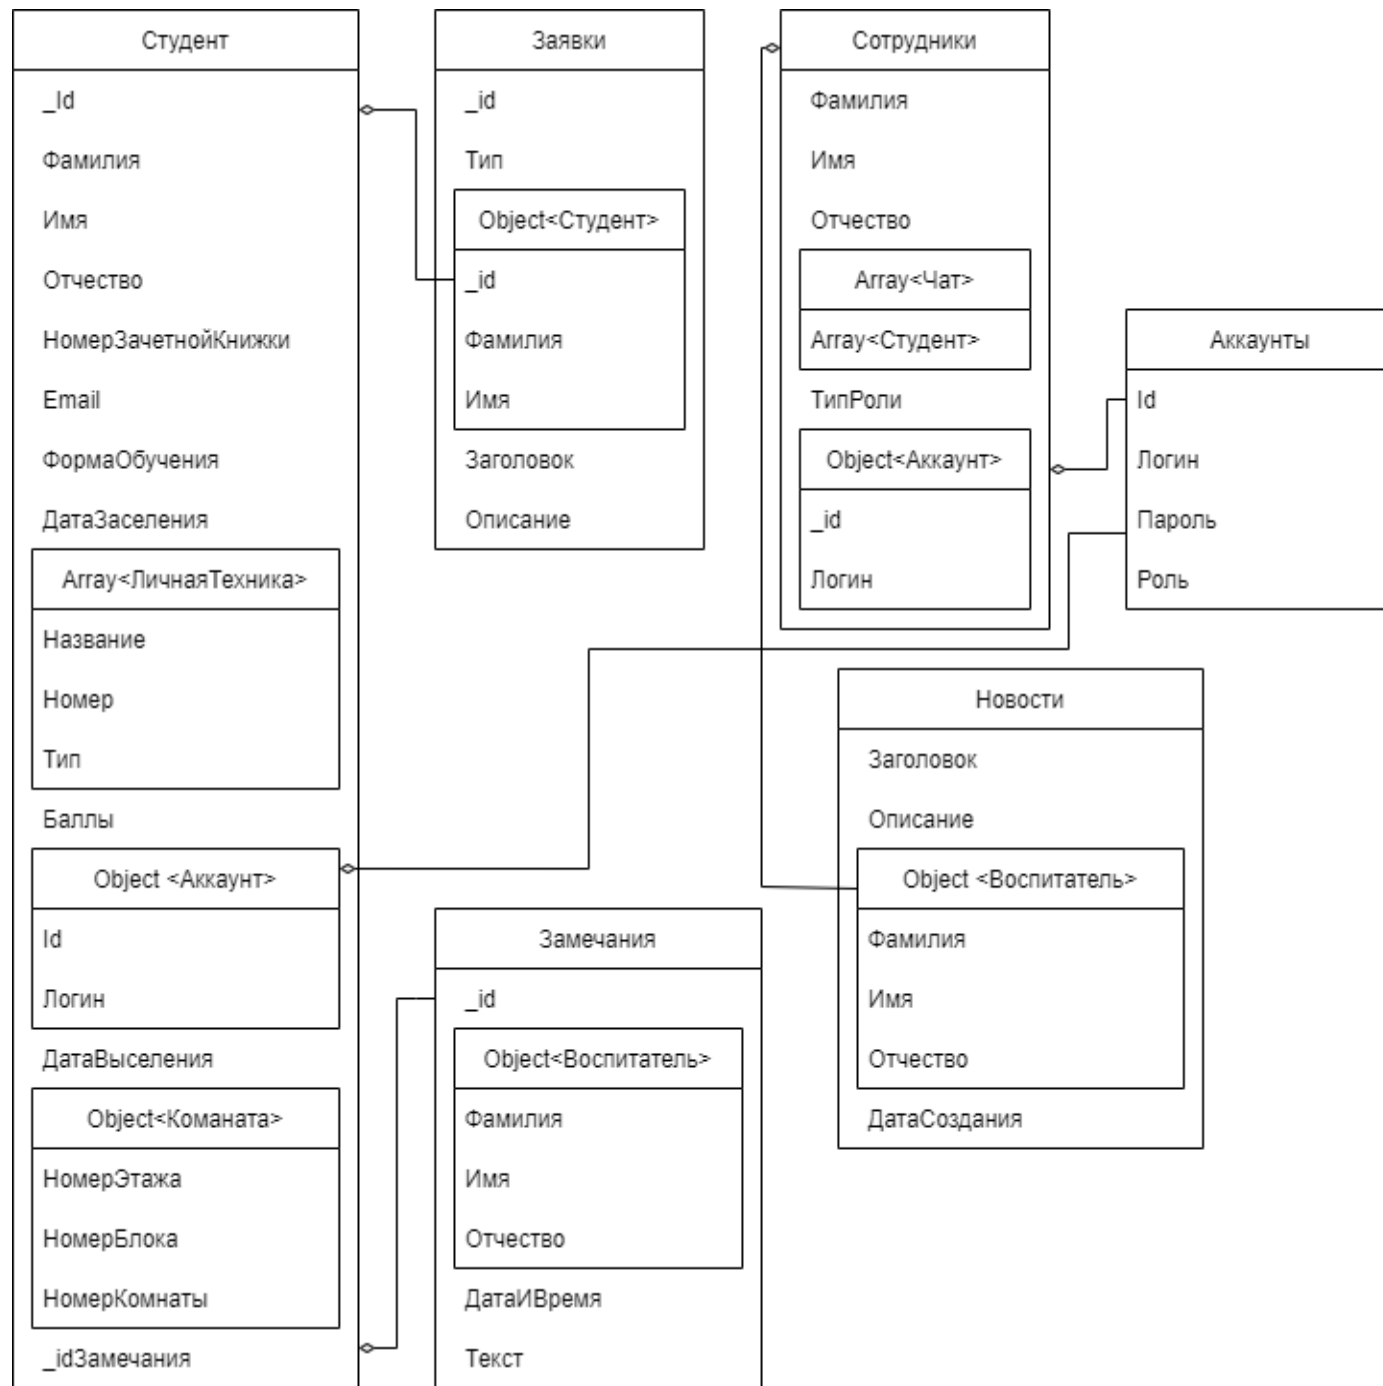 Студент
_Id
Фамилия
Имя
Отчество
НомерЗачетнойКнижки
Email
ФормаОбучения
ДатаЗаселения
Array<ЛичнаяТехника>
Название
Номер
Тип
Баллы
Object <Аккаунт>
Id
Логин
ДатаВыселения
Object<Команата>
НомерЭтажа
НомерБлока
НомерКомнаты
_idЗамечания
Заявки
_id
Тип
Object<Студент>
_id
Фамилия
Имя
Заголовок
Описание
Сотрудники
Фамилия
Имя
Отчество
Array<Чат>
Array<Студент>
ТипРоли
Object<Аккаунт>
_id
Логин
Аккаунты
Id
Логин
Пароль
Роль
Новости
Заголовок
Описание
Object <Воспитатель>
Фамилия
Имя
Отчество
ДатаСоздания
Замечания
_id
Object<Воспитатель>
Фамилия
Имя
Отчество
ДатаИВремя
Текст